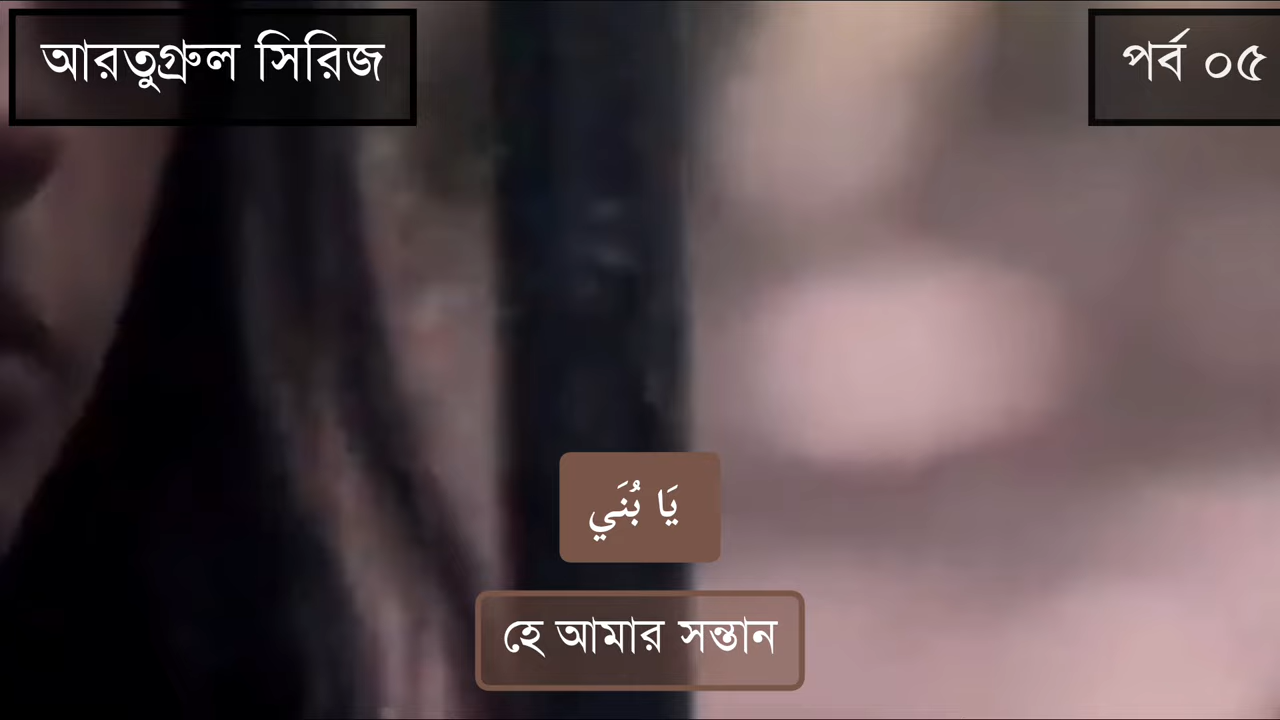 আরতুগ্রুল সিরিজ
পর্ব ০৫
يَا بُنَي
হে আমার সন্তান